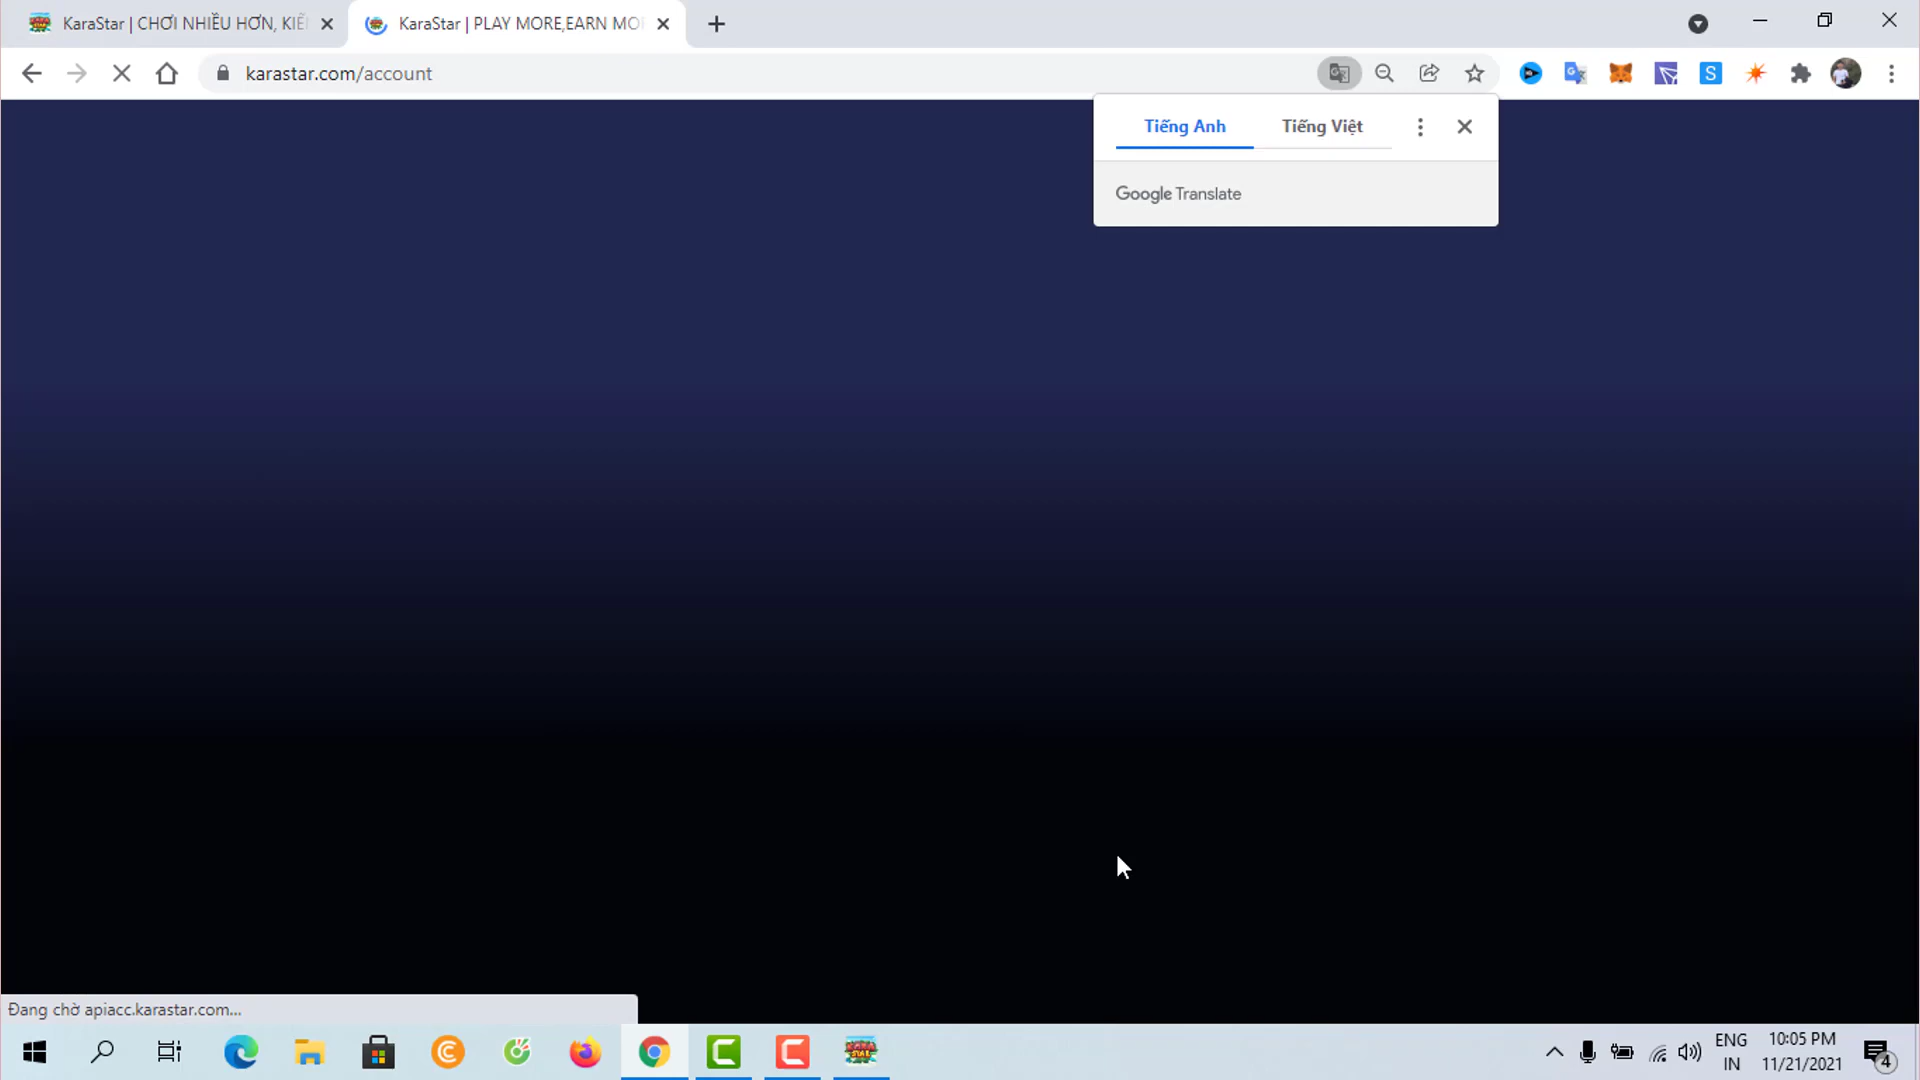 KaraStar | CHƠI NHIỀU HƠN, KIẾ
KaraStar | PLAY MORE,EARN MO
karastar.com/account
Tiếng Anh
Tiếng Việt
Google Translate
Đang chờ apiacc.karastar.com...
ENG
IN
10:05 PM
11/21/2021
4